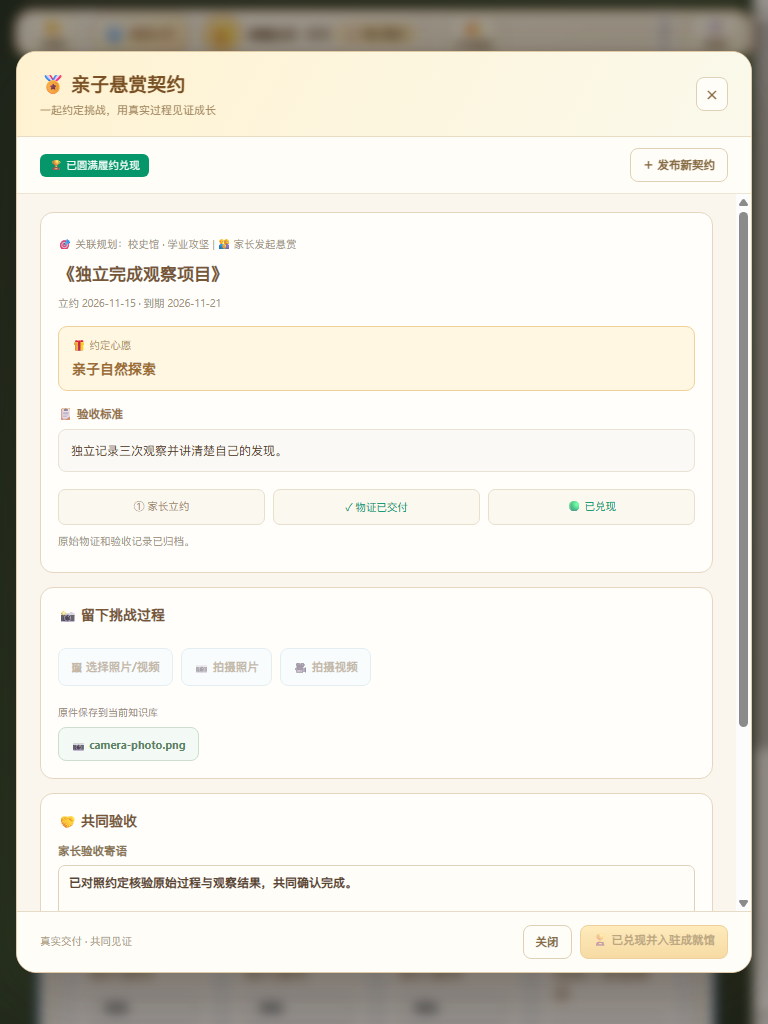 亲子悬赏契约
一起约定挑战，用真实过程见证成长
已圆满履约兑现
+ 发布新契约
关联规划：校史馆 · 学业攻坚 | 家长发起悬赏
《独立完成观察项目》
立约 2026-11-15 · 到期 2026-11-21
约定心愿
亲子自然探索
验收标准
独立记录三次观察并讲清楚自己的发现。
① 家长立约
✓ 物证已交付
已兑现
原始物证和验收记录已归档。
留下挑战过程
选择照片/视频
拍摄照片
拍摄视频
原件保存到当前知识库
camera-photo.png
共同验收
家长验收寄语
已对照约定核验原始过程与观察结果，共同确认完成。
真实交付 · 共同见证
关闭
已兑现并入驻成就馆